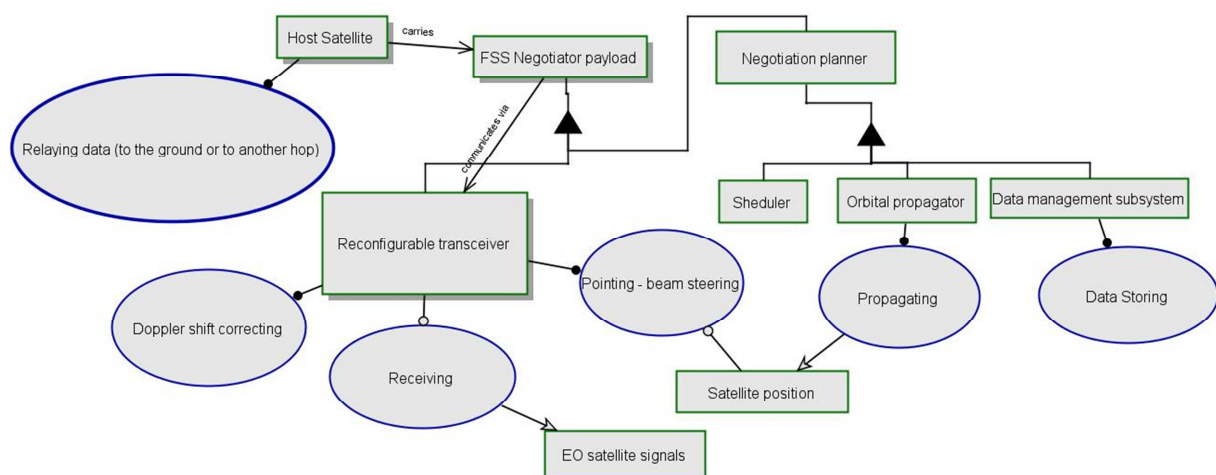 Host Satellite
carries
FSS Negotiator payload
Negotiation planner
Relaying data (to the ground or to another hop)
communicates via
Sheduler
Orbital propagator
Data management subsystem
Reconfigurable transceiver
Pointing - beam steering
Propagating
Data Storing
Doppler shift correcting
Receiving
Satellite position
EO satellite signals